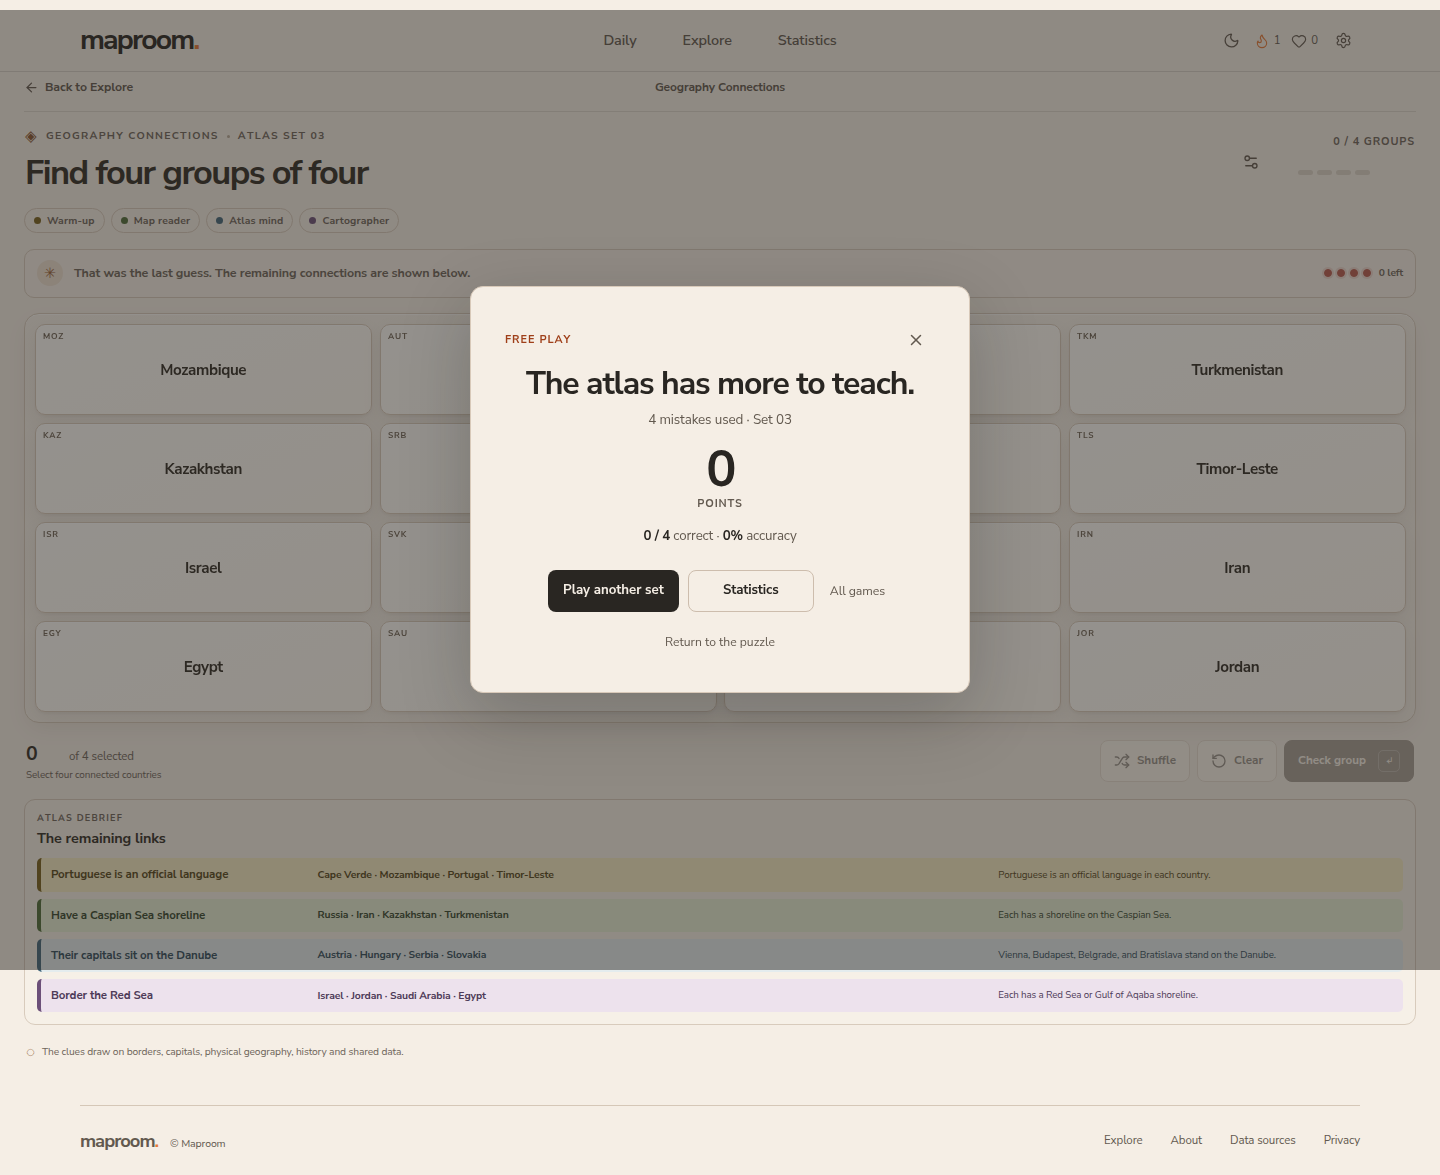 maproom.
Daily
Explore
Statistics
1
0
Back to Explore
Geography Connections
GEOGRAPHY CONNECTIONS • ATLAS SET 03
0 / 4 GROUPS
Find four groups of four
Warm-up
Map reader
Atlas mind
Cartographer
That was the last guess. The remaining connections are shown below.
0 left
MOZ
Mozambique
AUT
TKM
Turkmenistan
KAZ
Kazakhstan
SRB
TLS
Timor-Leste
ISR
Israel
SVK
IRN
Iran
EGY
Egypt
SAU
JOR
Jordan
FREE PLAY
The atlas has more to teach.
4 mistakes used · Set 03
0
POINTS
0 / 4 correct · 0% accuracy
Play another set
Statistics
All games
Return to the puzzle
0 of 4 selected
Select four connected countries
Shuffle
Clear
Check group
ATLAS DEBRIEF
The remaining links
Portuguese is an official language
Cape Verde · Mozambique · Portugal · Timor-Leste
Portuguese is an official language in each country.
Have a Caspian Sea shoreline
Russia · Iran · Kazakhstan · Turkmenistan
Each has a shoreline on the Caspian Sea.
Their capitals sit on the Danube
Austria · Hungary · Serbia · Slovakia
Vienna, Budapest, Belgrade, and Bratislava stand on the Danube.
Border the Red Sea
Israel · Jordan · Saudi Arabia · Egypt
Each has a Red Sea or Gulf of Aqaba shoreline.
The clues draw on borders, capitals, physical geography, history and shared data.
maproom.
© Maproom
Explore
About
Data sources
Privacy